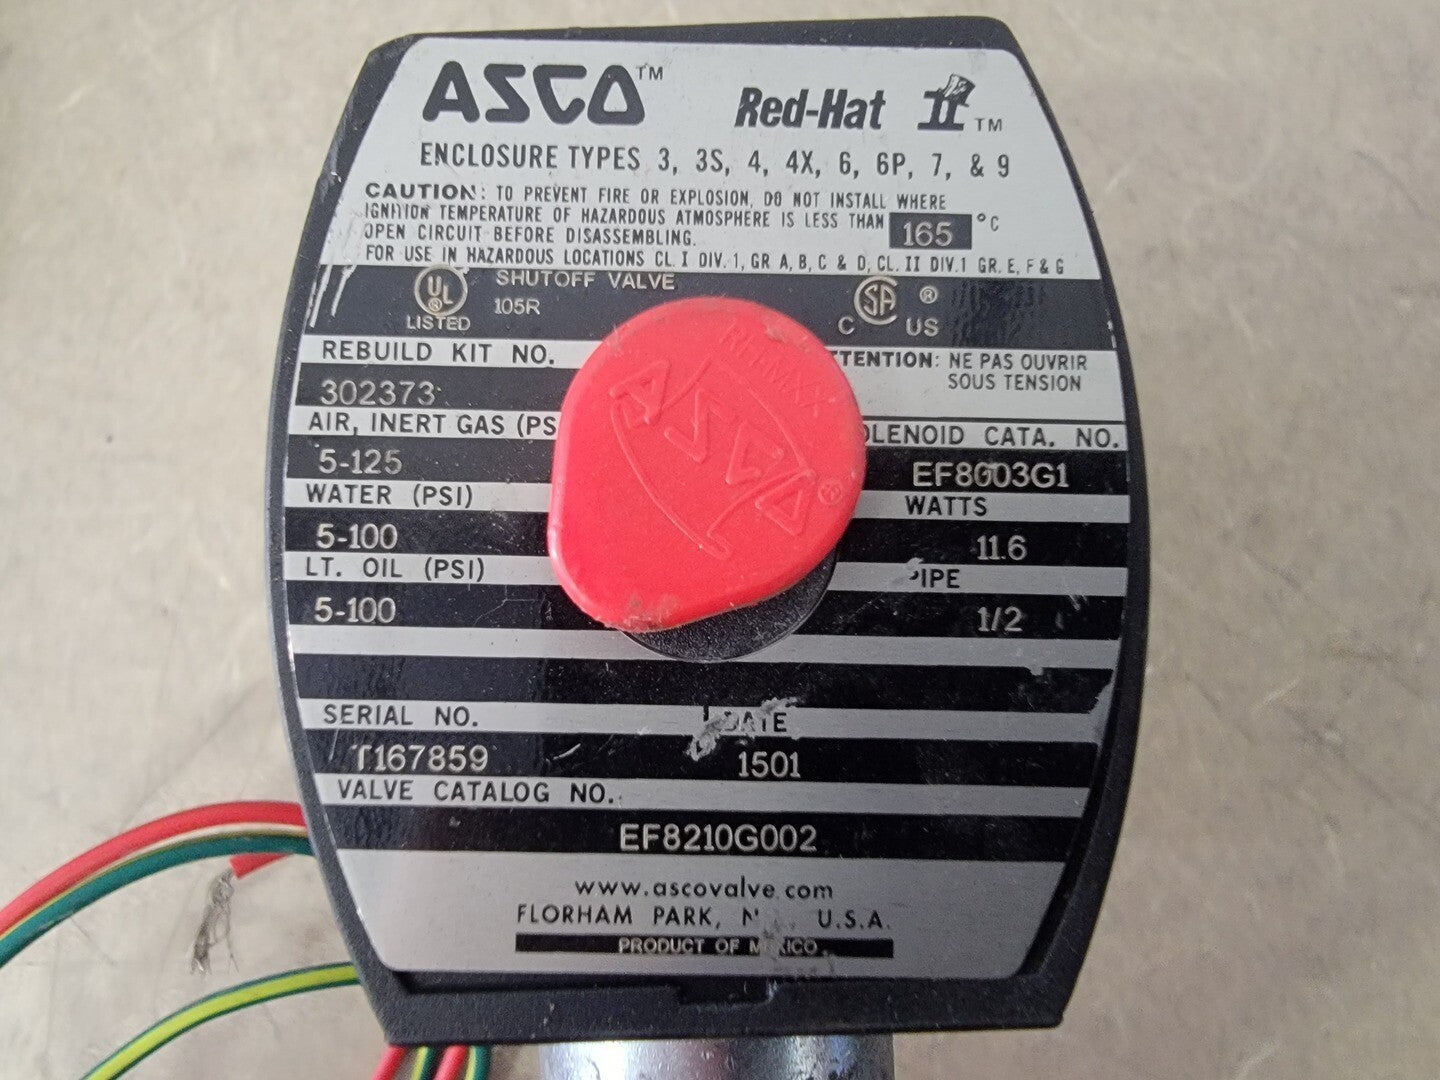 ASCO™
Red-Hat II™
ENCLOSURE TYPES 3, 3S, 4, 4X, 6, 6P, 7, & 9
CAUTION: TO PREVENT FIRE OR EXPLOSION, DO NOT INSTALL WHERE
IGNITION TEMPERATURE OF HAZARDOUS ATMOSPHERE IS LESS THAN 165 °C
OPEN CIRCUIT BEFORE DISASSEMBLING.
FOR USE IN HAZARDOUS LOCATIONS CL. I DIV. 1, GR A, B, C & D, CL. II DIV.1 GR. E, F & G
UL ® LISTED
SHUTOFF VALVE
105R
C SA ® US
REBUILD KIT NO.
302373
TTENTION: NE PAS OUVRIR
SOUS TENSION
AIR, INERT GAS (PS
5-125
OLENOID CATA. NO.
EF8003G1
WATER (PSI)
5-100
WATTS
11.6
LT. OIL (PSI)
5-100
PIPE
1/2
REDHAT
ASCO®
SERIAL NO.
T167859
DATE
1501
VALVE CATALOG NO.
EF8210G002
www.ascovalve.com
FLORHAM PARK, N U.S.A.
PRODUCT OF MEXICO